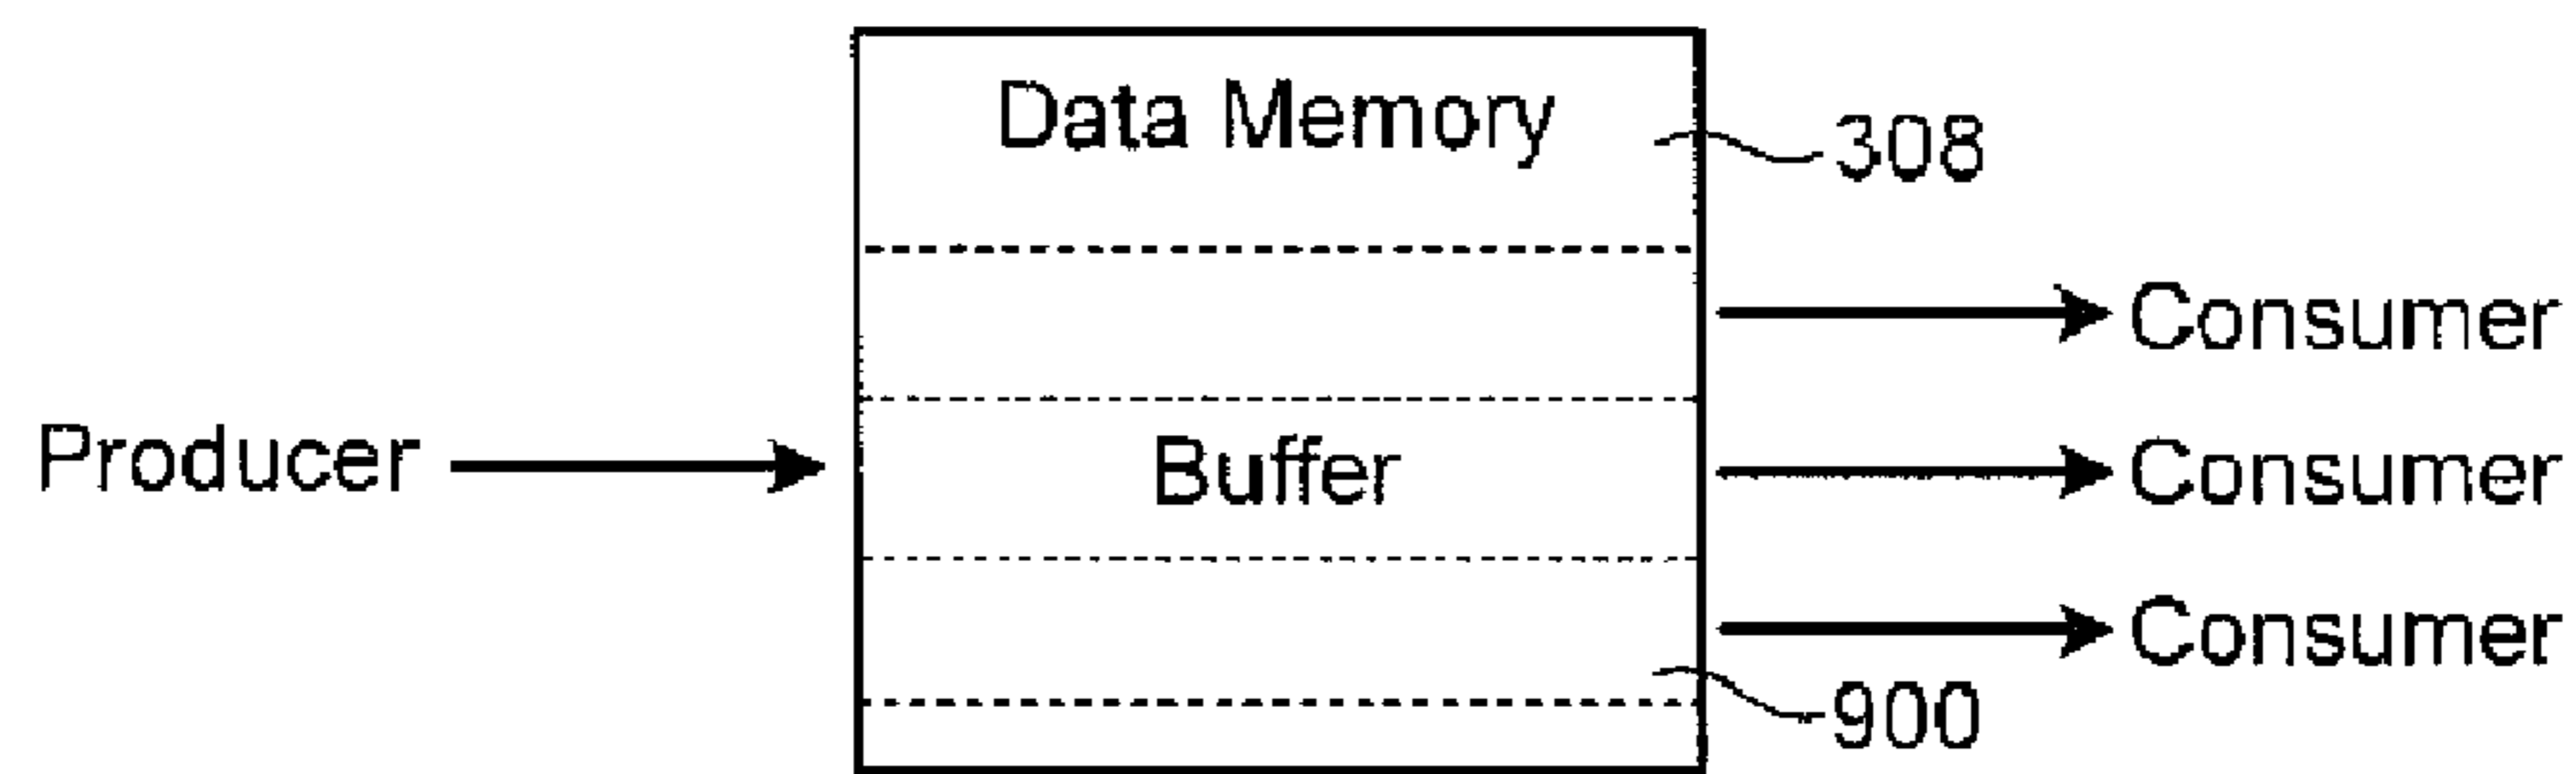 Data Memory
308
Consumer
Producer
Buffer
Consumer
Consumer
900